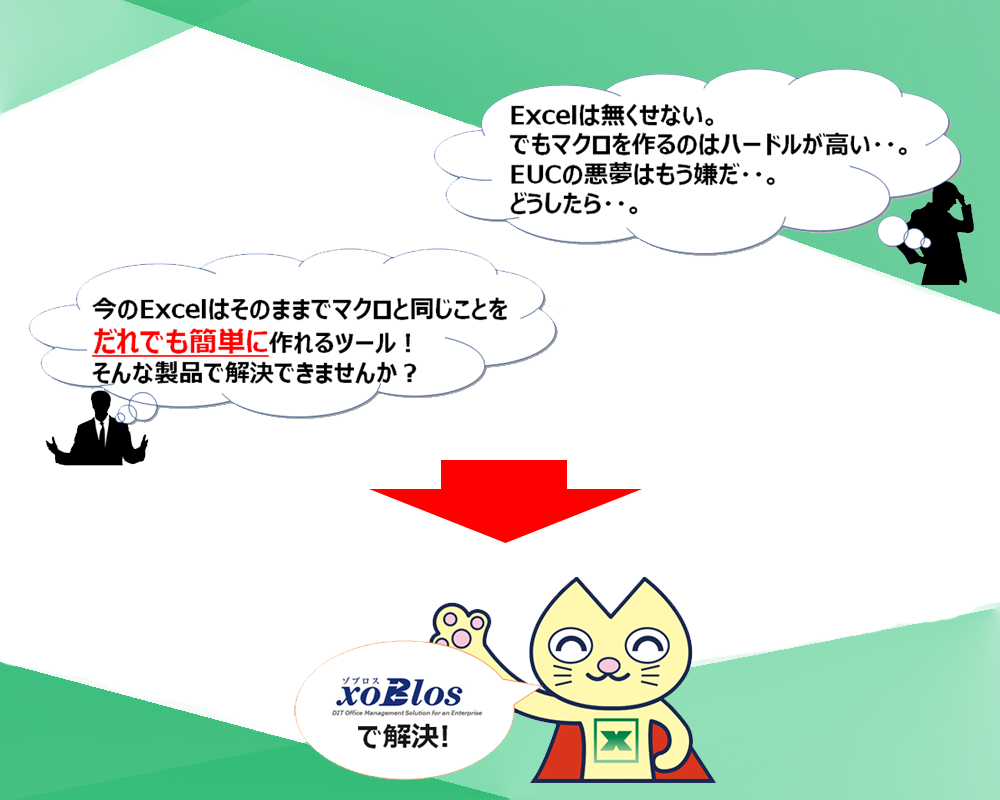 Excelは無くせない。
でもマクロを作るのはハードルが高い・・。
EUCの悪夢はもう嫌だ・・。
どうしたら・・。
今のExcelはそのままでマクロと同じことを
だれでも簡単に作れるツール！
そんな製品で解決できませんか？
ゾブロス
xoBlos
DIT Office Management Solution for an Enterprise
で解決!
X